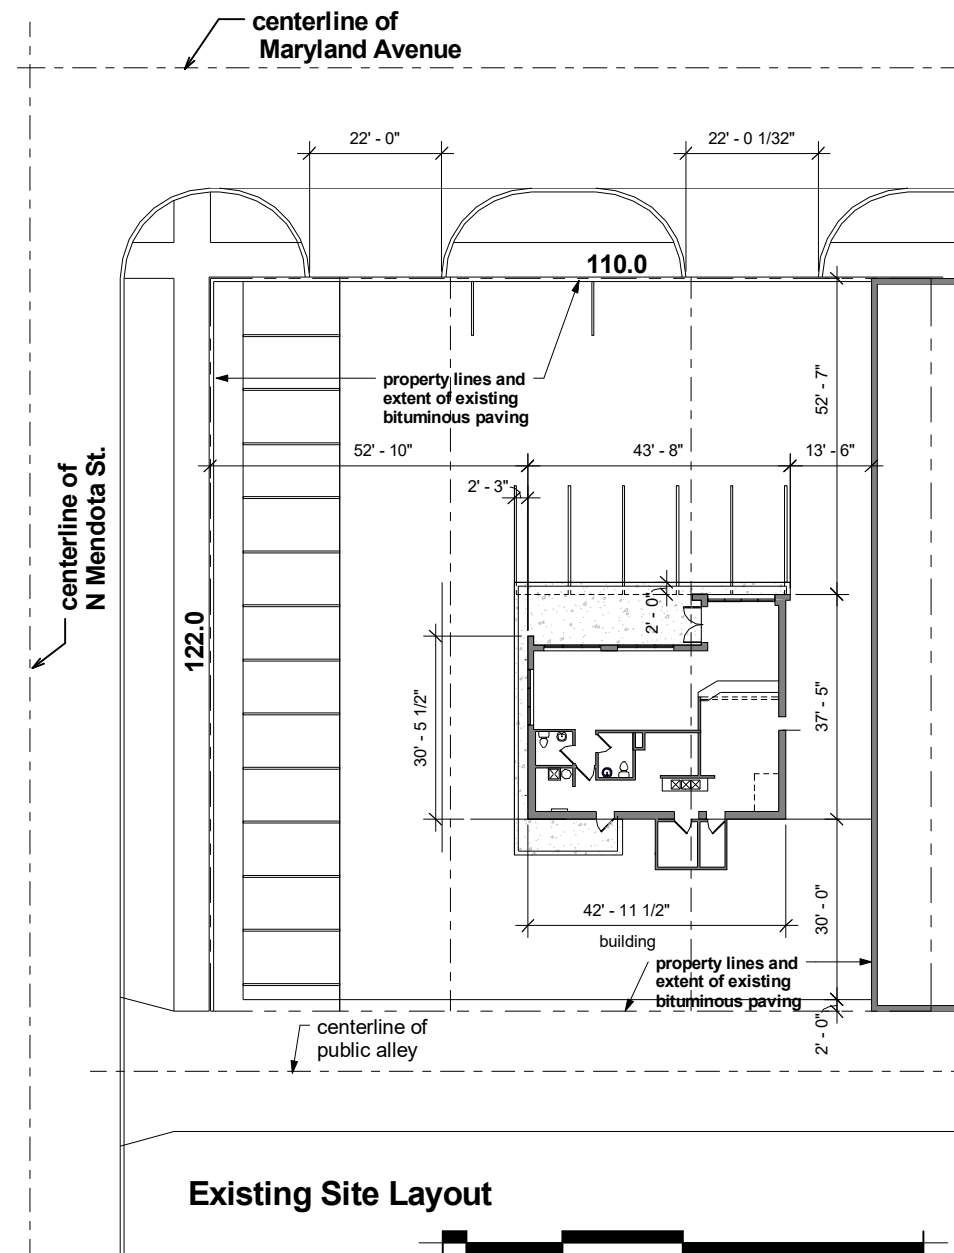 centerline of
Maryland Avenue
22' - 0"
22' - 0 1/32"
110.0
property lines and
extent of existing
bituminous paving
52' - 7"
52' - 10"
43' - 8"
13' - 6"
2' - 3"
centerline of
N Mendota St.
122.0
2' - 0"
30' - 5 1/2"
37' - 5"
42' - 11 1/2"
building
30' - 0"
property lines and
extent of existing
bituminous paving
2' - 0"
centerline of
public alley
Existing Site Layout